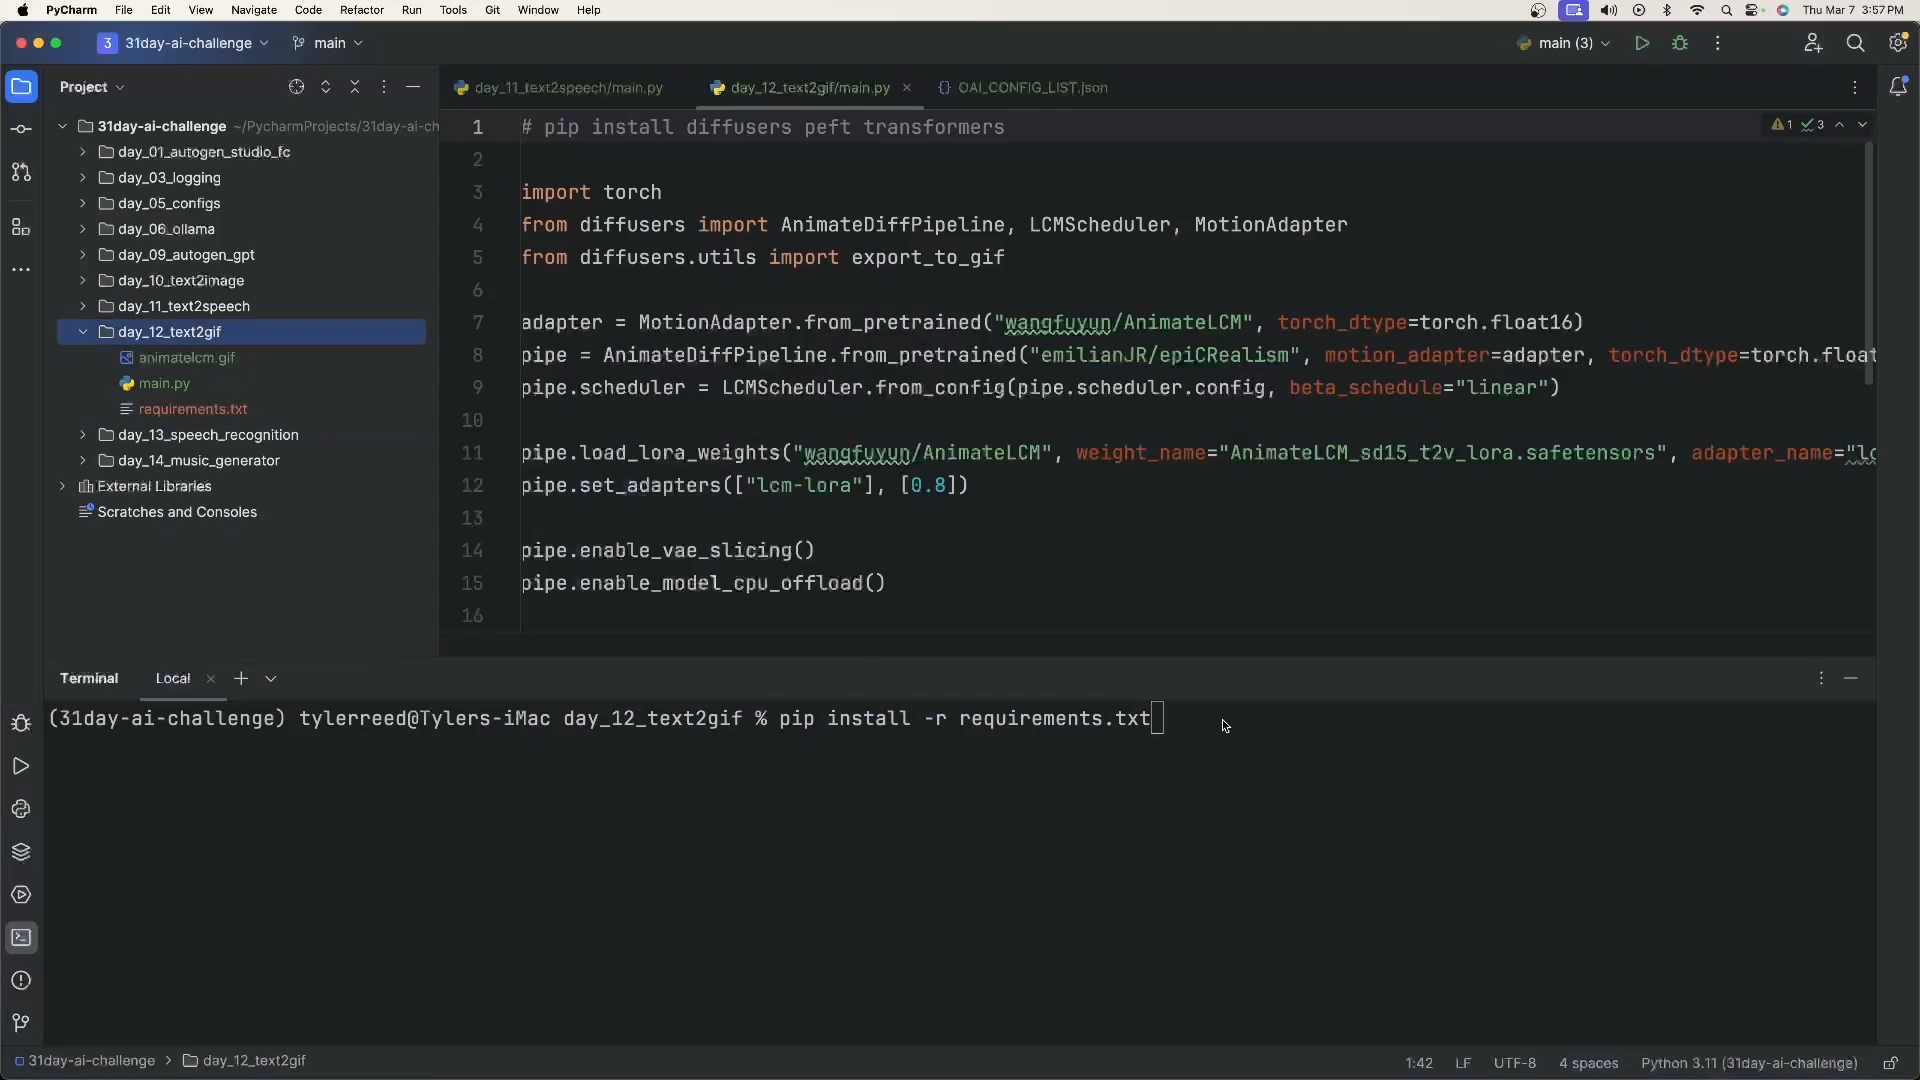 PyCharm File Edit View Navigate Code Refactor Run Tools Git Window Help Thu Mar 7 3:57 PM
3 31day-ai-challenge main main (3)
Project
31day-ai-challenge ~/PycharmProjects/31day-ai-ch
day_01_autogen_studio_fc
day_03_logging
day_05_configs
day_06_ollama
day_09_autogen_gpt
day_10_text2image
day_11_text2speech
day_12_text2gif
animatelcm.gif
main.py
requirements.txt
day_13_speech_recognition
day_14_music_generator
External Libraries
Scratches and Consoles
day_11_text2speech/main.py day_12_text2gif/main.py OAI_CONFIG_LIST.json
1 3
1 # pip install diffusers peft transformers
2
3 import torch
4 from diffusers import AnimateDiffPipeline, LCMScheduler, MotionAdapter
5 from diffusers.utils import export_to_gif
6
7 adapter = MotionAdapter.from_pretrained("wangfuyun/AnimateLCM", torch_dtype=torch.float16)
8 pipe = AnimateDiffPipeline.from_pretrained("emilianJR/epiCRealism", motion_adapter=adapter, torch_dtype=torch.float
9 pipe.scheduler = LCMScheduler.from_config(pipe.scheduler.config, beta_schedule="linear")
10
11 pipe.load_lora_weights("wangfuyun/AnimateLCM", weight_name="AnimateLCM_sd15_t2v_lora.safetensors", adapter_name="lc
12 pipe.set_adapters(["lcm-lora"], [0.8])
13
14 pipe.enable_vae_slicing()
15 pipe.enable_model_cpu_offload()
16
Terminal Local
(31day-ai-challenge) tylerreed@Tylers-iMac day_12_text2gif % pip install -r requirements.txt
31day-ai-challenge > day_12_text2gif 1:42 LF UTF-8 4 spaces Python 3.11 (31day-ai-challenge)